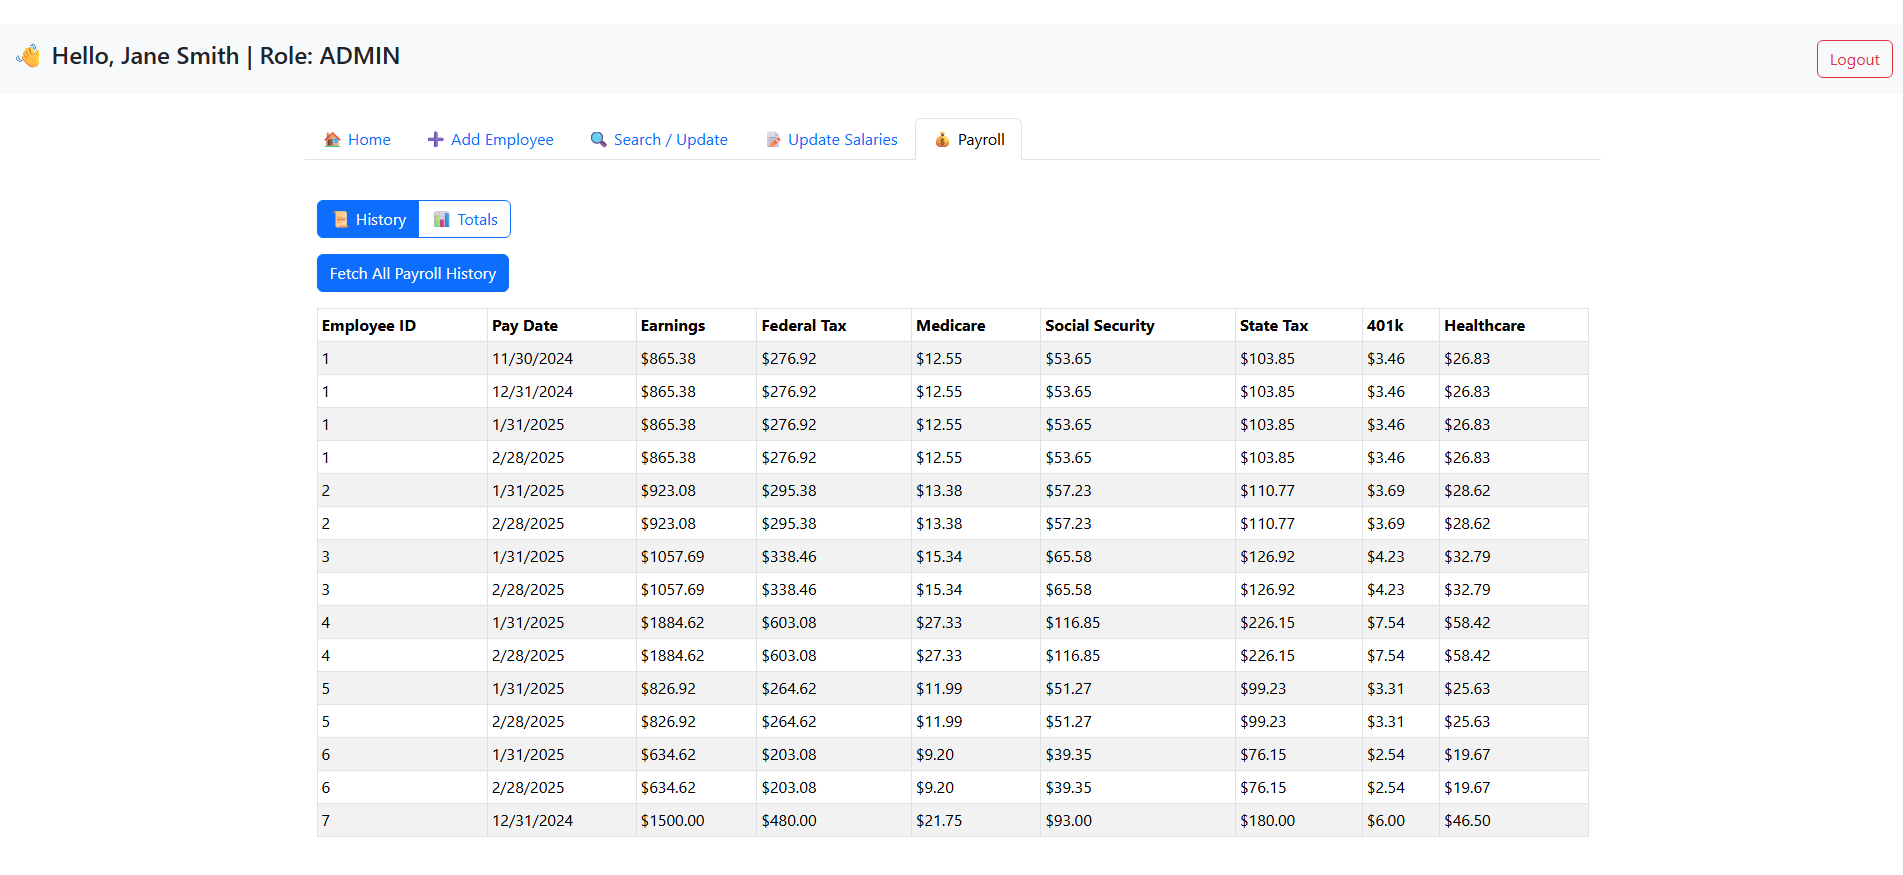 Hello, Jane Smith | Role: ADMIN
Logout
Home Add Employee Search / Update Update Salaries Payroll
History Totals
Fetch All Payroll History
Employee ID Pay Date Earnings Federal Tax Medicare Social Security State Tax 401k Healthcare
1 11/30/2024 $865.38 $276.92 $12.55 $53.65 $103.85 $3.46 $26.83
1 12/31/2024 $865.38 $276.92 $12.55 $53.65 $103.85 $3.46 $26.83
1 1/31/2025 $865.38 $276.92 $12.55 $53.65 $103.85 $3.46 $26.83
1 2/28/2025 $865.38 $276.92 $12.55 $53.65 $103.85 $3.46 $26.83
2 1/31/2025 $923.08 $295.38 $13.38 $57.23 $110.77 $3.69 $28.62
2 2/28/2025 $923.08 $295.38 $13.38 $57.23 $110.77 $3.69 $28.62
3 1/31/2025 $1057.69 $338.46 $15.34 $65.58 $126.92 $4.23 $32.79
3 2/28/2025 $1057.69 $338.46 $15.34 $65.58 $126.92 $4.23 $32.79
4 1/31/2025 $1884.62 $603.08 $27.33 $116.85 $226.15 $7.54 $58.42
4 2/28/2025 $1884.62 $603.08 $27.33 $116.85 $226.15 $7.54 $58.42
5 1/31/2025 $826.92 $264.62 $11.99 $51.27 $99.23 $3.31 $25.63
5 2/28/2025 $826.92 $264.62 $11.99 $51.27 $99.23 $3.31 $25.63
6 1/31/2025 $634.62 $203.08 $9.20 $39.35 $76.15 $2.54 $19.67
6 2/28/2025 $634.62 $203.08 $9.20 $39.35 $76.15 $2.54 $19.67
7 12/31/2024 $1500.00 $480.00 $21.75 $93.00 $180.00 $6.00 $46.50